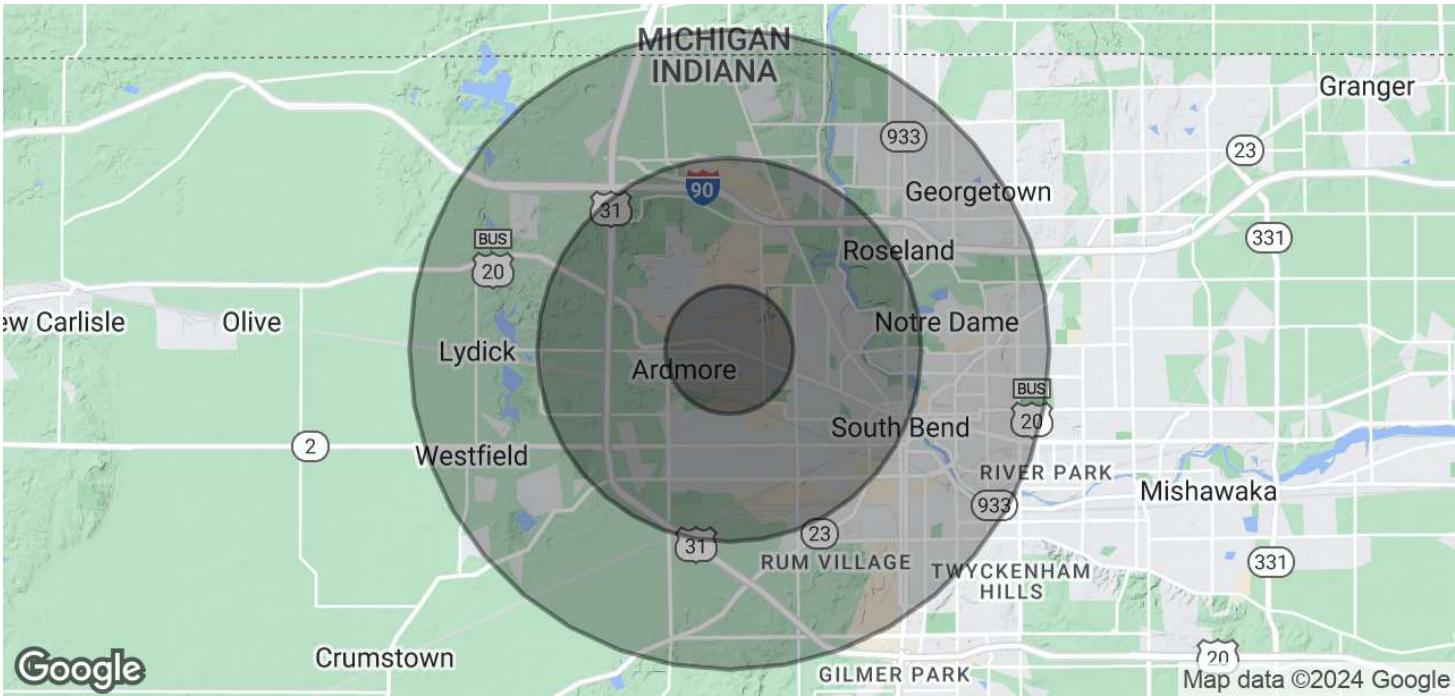 MICHIGAN
INDIANA
Granger
933
23
90
Georgetown
31
331
BUS
20
Roseland
ew Carlisle
Olive
Notre Dame
Lydick
Ardmore
BUS
20
South Bend
2
Westfield
RIVER PARK
Mishawaka
933
23
31
RUM VILLAGE
331
TWYCKENHAM
HILLS
Crumstown
20
GILMER PARK
Google
Map data ©2024 Google